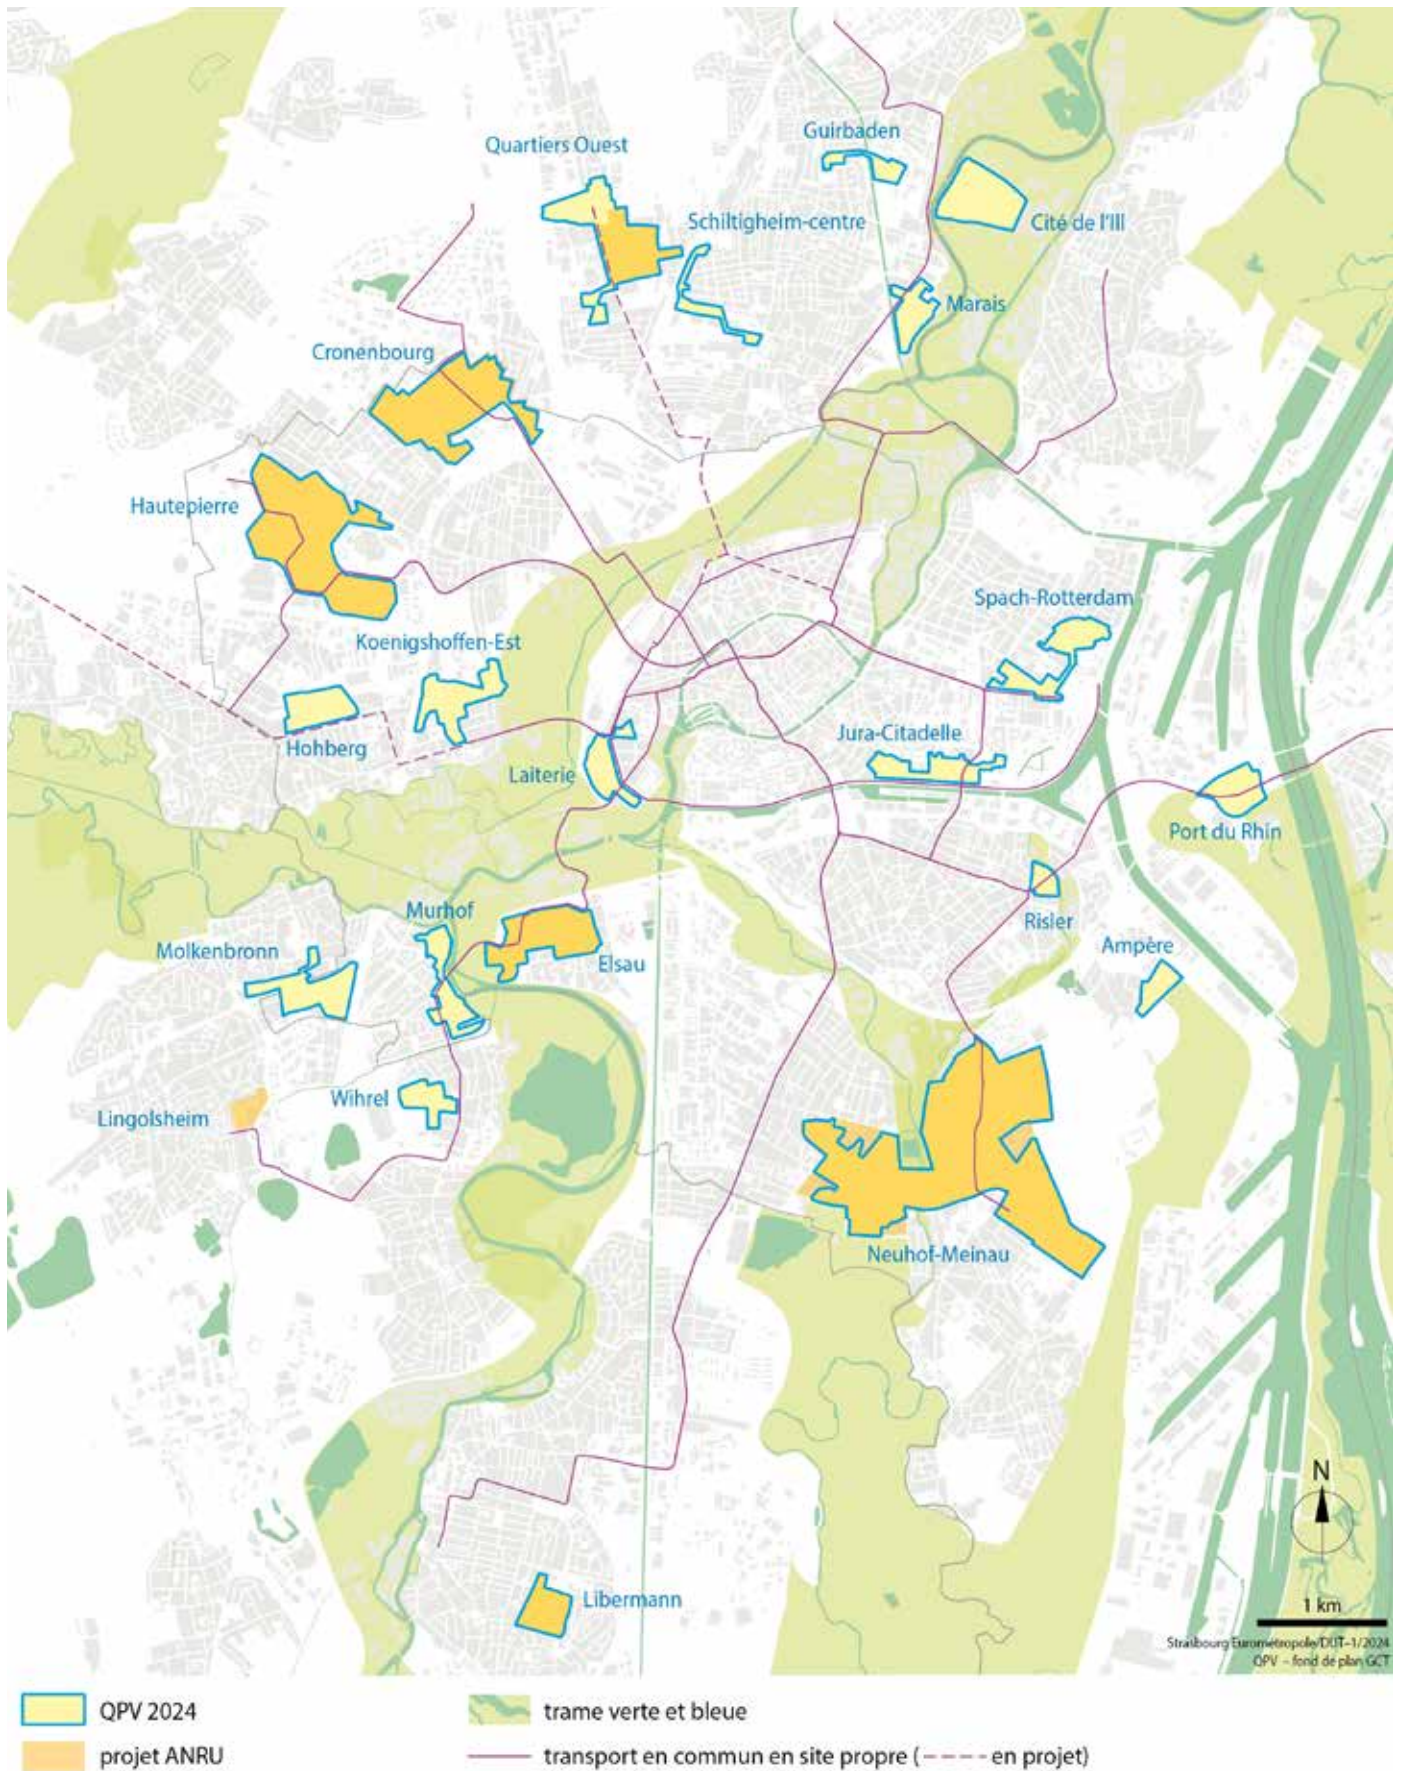 Guirbaden
Quartiers Ouest
Schiltigheim-centre
Cité de l'Ill
Marais
Cronenbourg
Hautepierre
Spach-Rotterdam
Koenigshoffen-Est
Jura-Citadelle
Hohberg
Laiterie
Port du Rhin
Murhof
Risler
Molkenbronn
Ampère
Elsau
Wihrel
Lingolsheim
Neuhof-Meinau
N
Libermann
1 km
Strasbourg Eurométropole/DUT-1/2024
QPV - fond de plan GCT
QPV 2024
trame verte et bleue
projet ANRU
transport en commun en site propre ( ---- en projet)